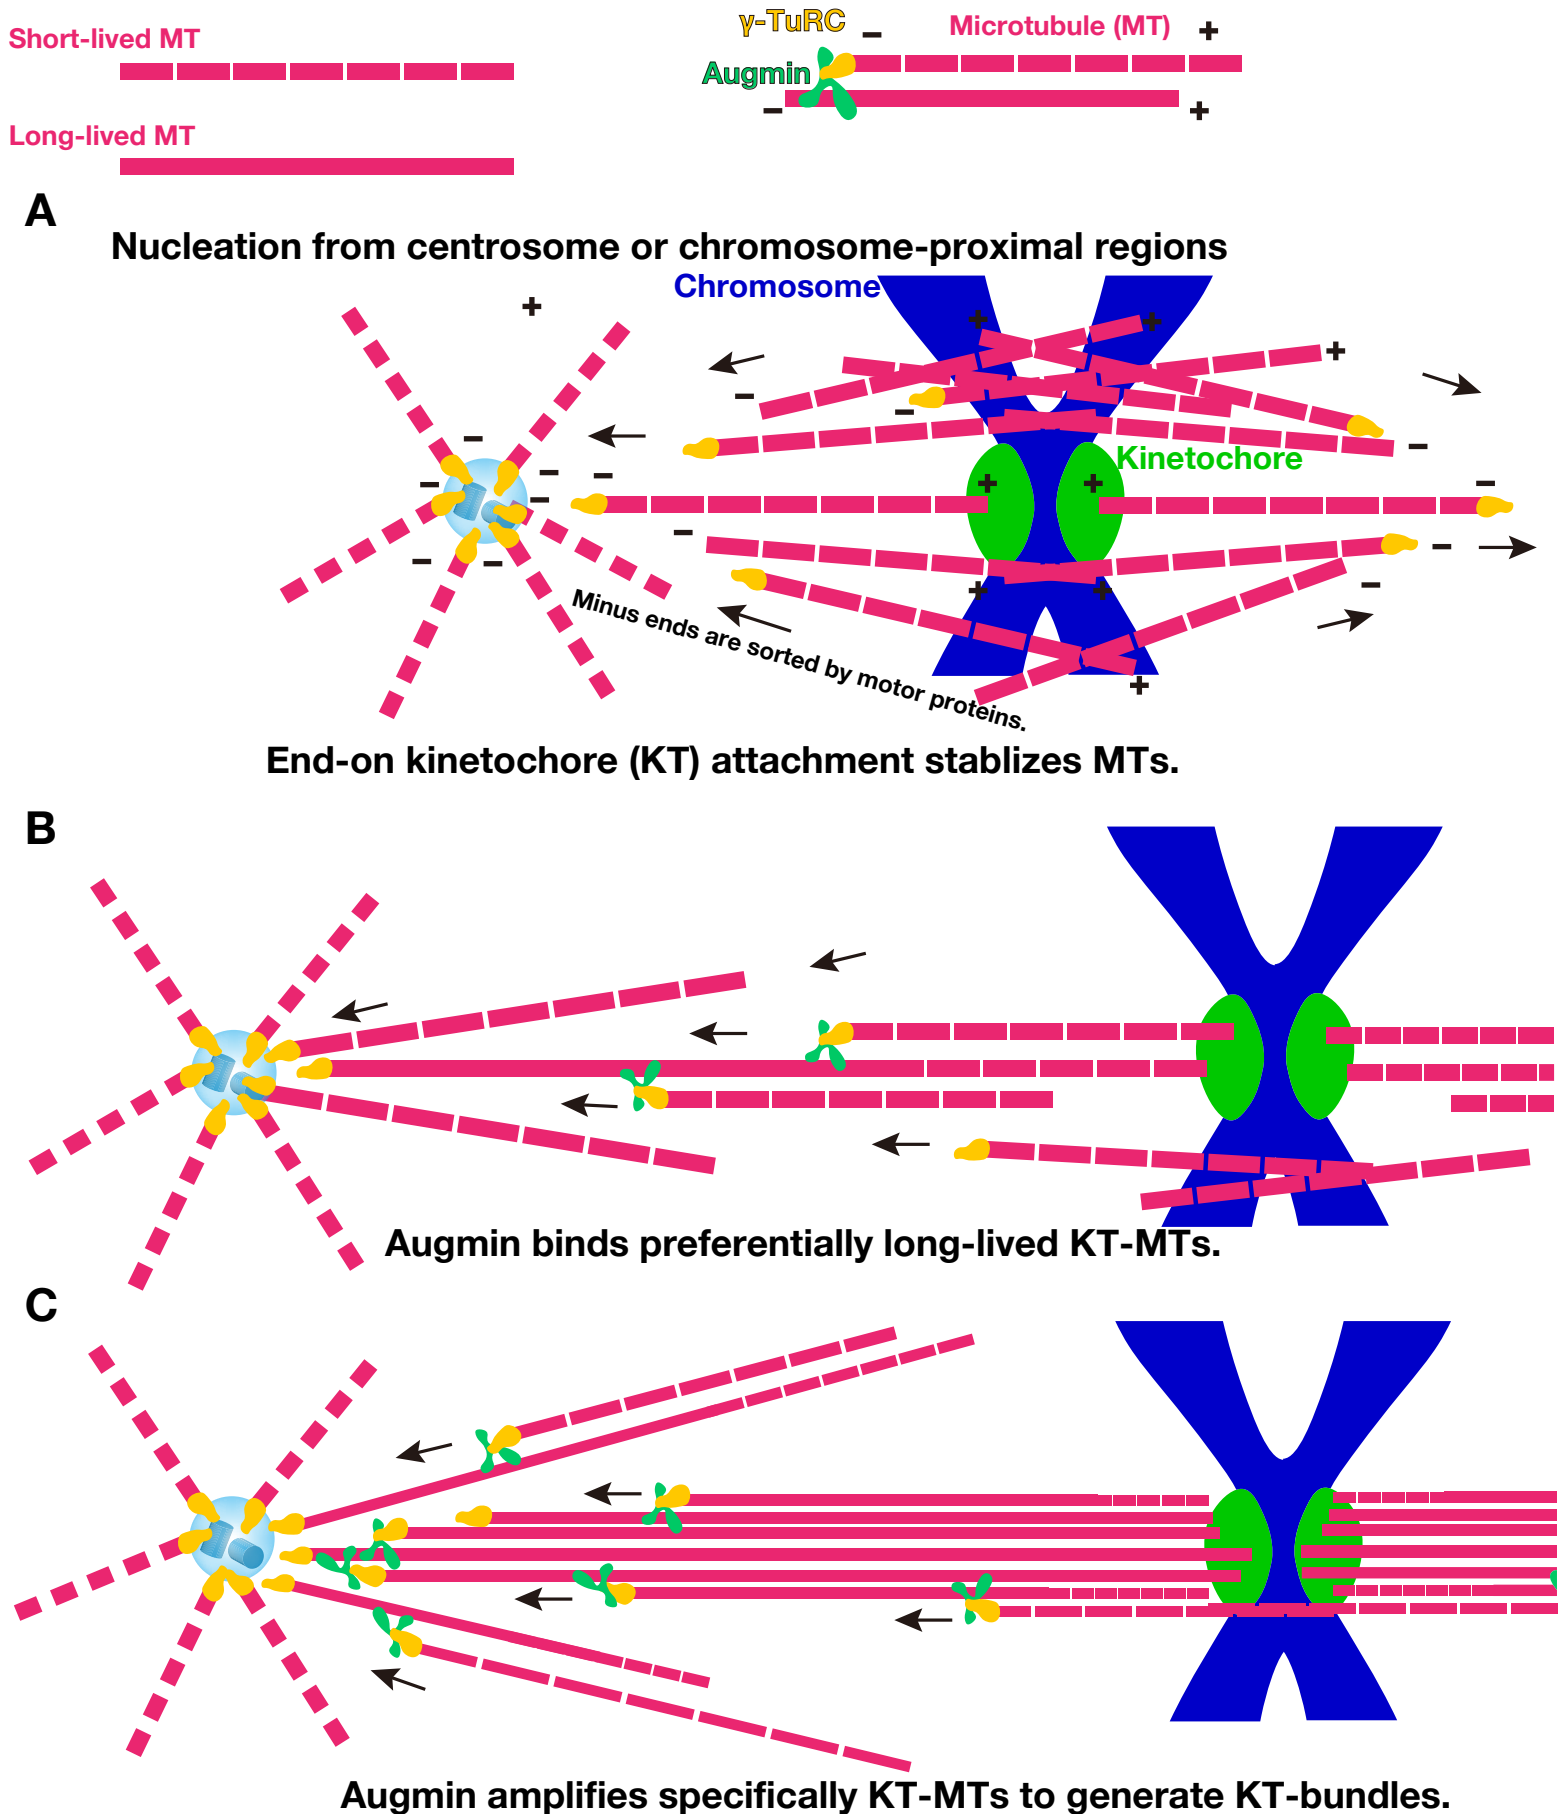 Short-lived MT
Long-lived MT
γ-TuRC
Augmin
Microtubule (MT)
−
+
−
+
A
Nucleation from centrosome or chromosome-proximal regions
Chromosome
Kinetochore
+
+
+
+
−
−
−
−
−
−
−
−
−
−
+
+
−
−
−
−
−
+
+
−
+
Minus ends are sorted by motor proteins.
End-on kinetochore (KT) attachment stablizes MTs.
B
Augmin binds preferentially long-lived KT-MTs.
C
Augmin amplifies specifically KT-MTs to generate KT-bundles.